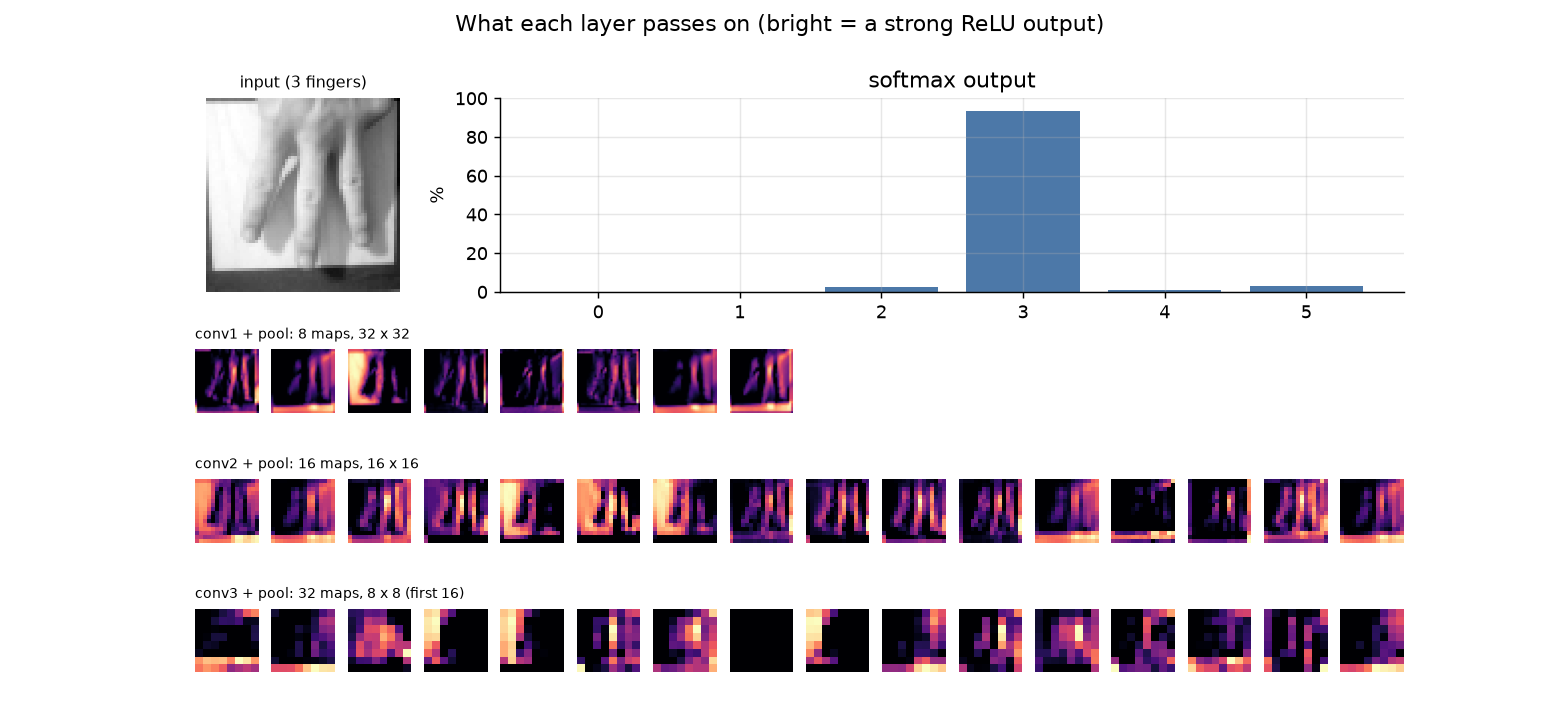 What each layer passes on (bright = a strong ReLU output)
input (3 fingers)
softmax output
100
80
60
40
20
0
%
0 1 2 3 4 5
conv1 + pool: 8 maps, 32 x 32
conv2 + pool: 16 maps, 16 x 16
conv3 + pool: 32 maps, 8 x 8 (first 16)